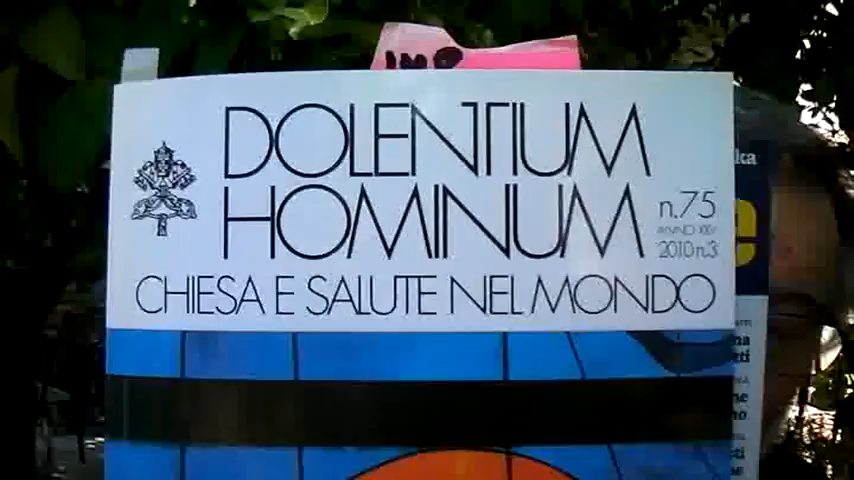 DOLENTIUM
HOMINUM
n.75
ANNO XXV
2010 n.3
CHIESA E SALUTE NEL MONDO